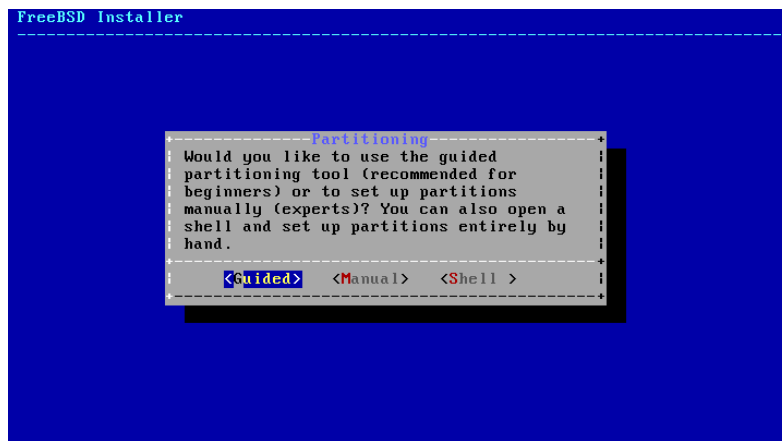 FreeBSD Installer
Partitioning
Would you like to use the guided
partitioning tool (recommended for
beginners) or to set up partitions
manually (experts)? You can also open a
shell and set up partitions entirely by
hand.
<Guided> <Manual> <Shell >